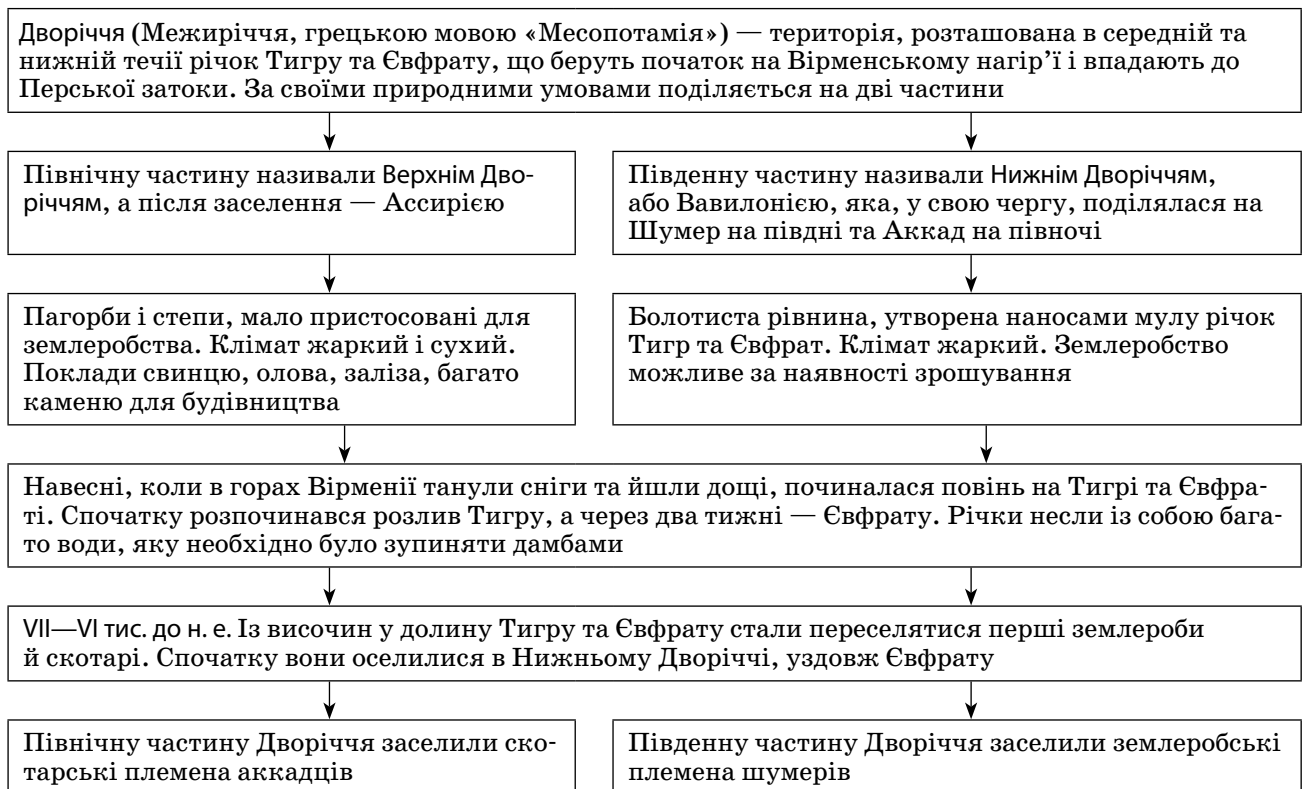 Дворіччя (Межиріччя, грецькою мовою «Месопотамія») — територія, розташована в середній та
нижній течії річок Тигру та Євфрату, що беруть початок на Вірменському нагір’ї і впадають до
Перської затоки. За своїми природними умовами поділяється на дві частини
Північну частину називали Верхнім Дво-
річчям, а після заселення — Ассирією
Південну частину називали Нижнім Дворіччям,
або Вавилонією, яка, у свою чергу, поділялася на
Шумер на півдні та Аккад на півночі
Пагорби і степи, мало пристосовані для
землеробства. Клімат жаркий і сухий.
Поклади свинцю, олова, заліза, багато
каменю для будівництва
Болотиста рівнина, утворена наносами мулу річок
Тигр та Євфрат. Клімат жаркий. Землеробство
можливе за наявності зрошування
Навесні, коли в горах Вірменії танули сніги та йшли дощі, починалася повінь на Тигрі та Євфра-
ті. Спочатку розпочинався розлив Тигру, а через два тижні — Євфрату. Річки несли із собою бага-
то води, яку необхідно було зупиняти дамбами
VII—VI тис. до н. е. Із височин у долину Тигру та Євфрату стали переселятися перші землероби
й скотарі. Спочатку вони оселилися в Нижньому Дворіччі, уздовж Євфрату
Північну частину Дворіччя заселили ско-
тарські племена аккадців
Південну частину Дворіччя заселили землеробські
племена шумерів